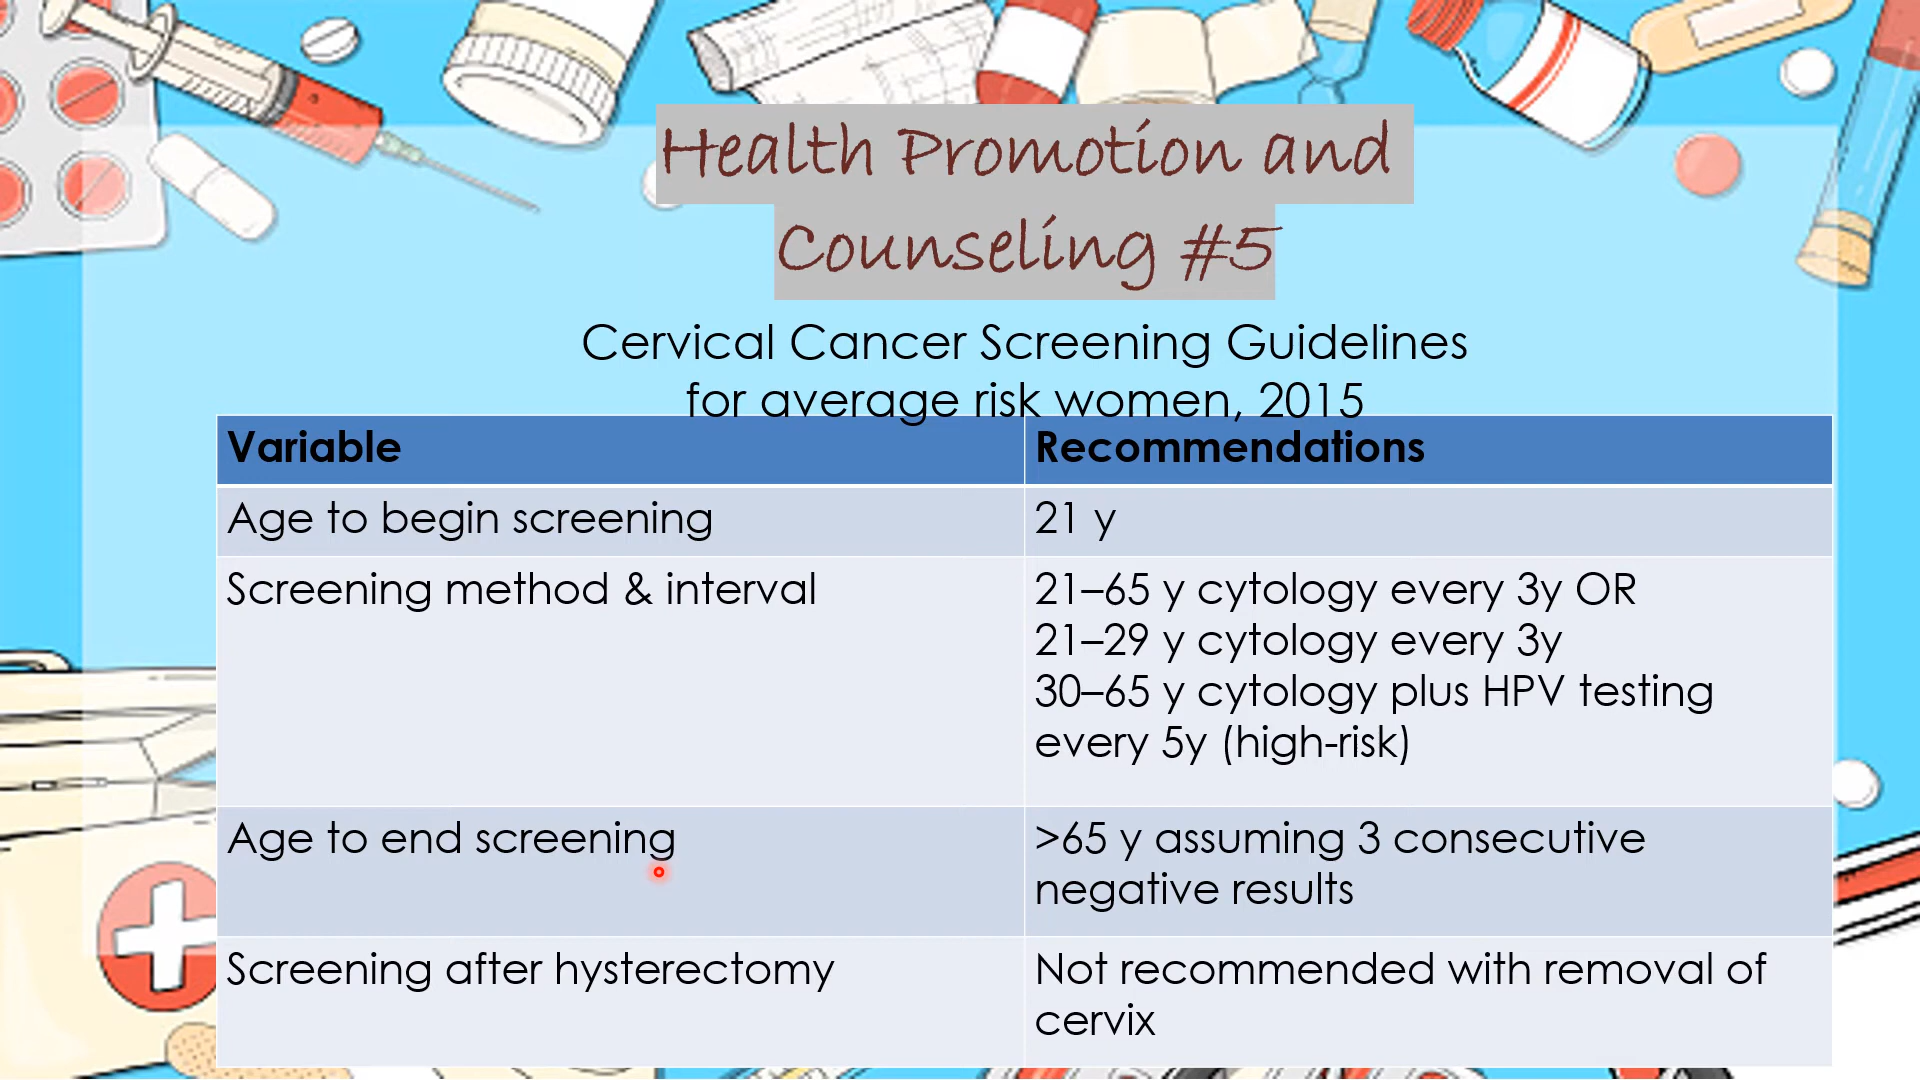 Health Promotion and
Counseling #5
Cervical Cancer Screening Guidelines
for average risk women, 2015
Variable
Recommendations
Age to begin screening
21 y
Screening method & interval
21–65 y cytology every 3y OR
21–29 y cytology every 3y
30–65 y cytology plus HPV testing
every 5y (high-risk)
Age to end screening
>65 y assuming 3 consecutive
negative results
Screening after hysterectomy
Not recommended with removal of
cervix